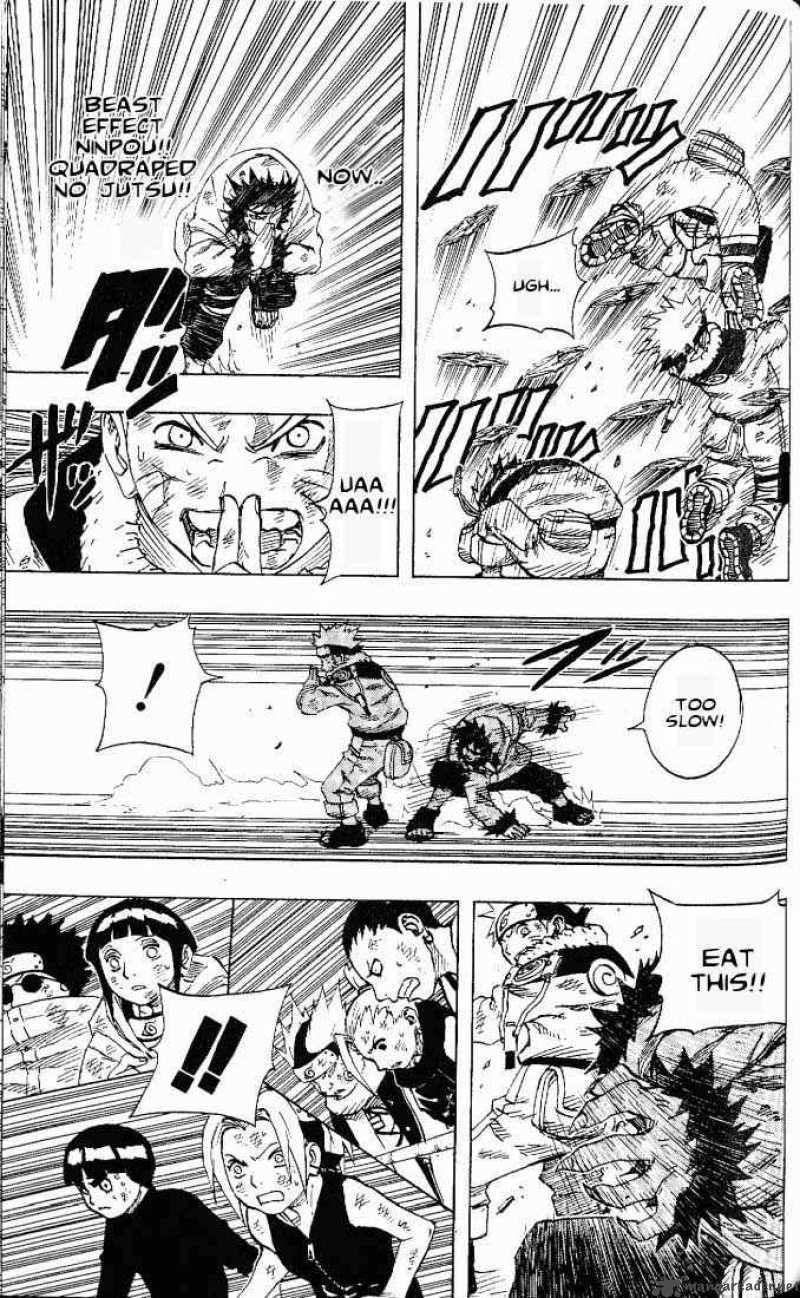 UGH...
NOW..
BEAST
EFFECT
NINPOU!!
QUADRAPED
NO JUTSU!!
UAA
AAA!!!
TOO
SLOW!
!
EAT
THIS!!
!!